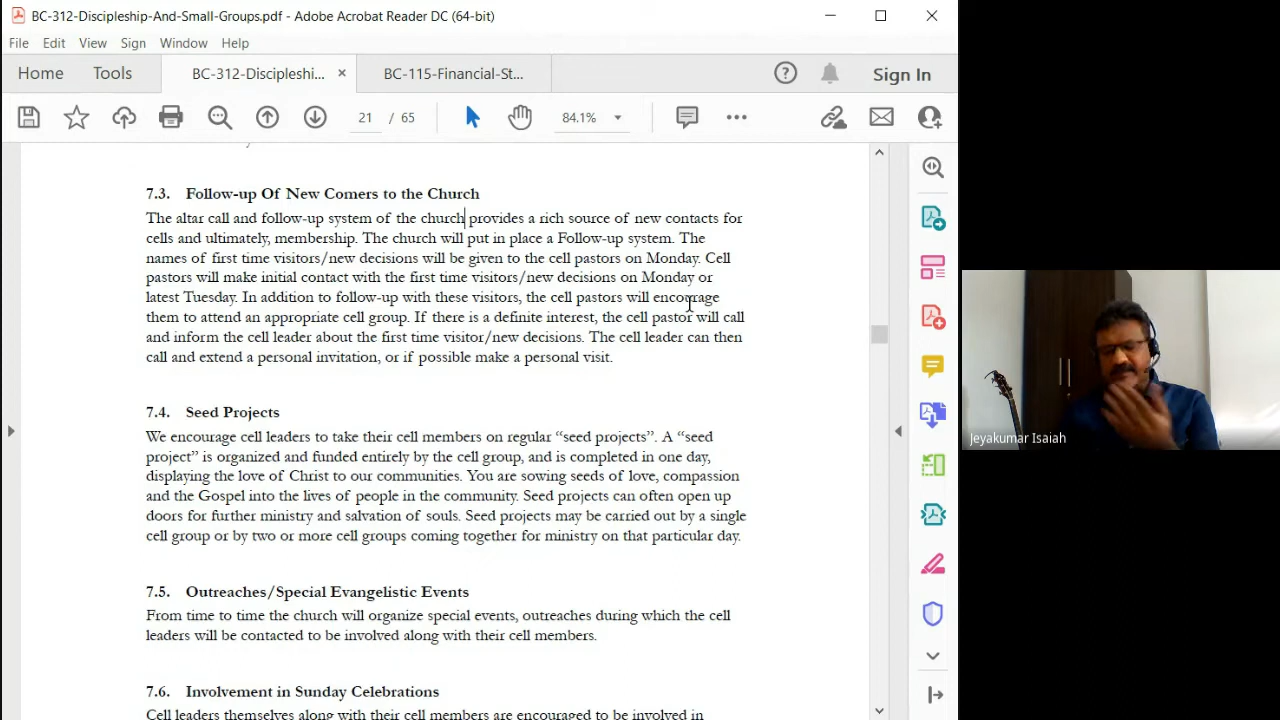 BC-312-Discipleship-And-Small-Groups.pdf - Adobe Acrobat Reader DC (64-bit)
File Edit View Sign Window Help
Home Tools BC-312-Discipleshi... × BC-115-Financial-St... Sign In
21 / 65 84.1%
7.3. Follow-up Of New Comers to the Church
The altar call and follow-up system of the church provides a rich source of new contacts for
cells and ultimately, membership. The church will put in place a Follow-up system. The
names of first time visitors/new decisions will be given to the cell pastors on Monday. Cell
pastors will make initial contact with the first time visitors/new decisions on Monday or
latest Tuesday. In addition to follow-up with these visitors, the cell pastors will encourage
them to attend an appropriate cell group. If there is a definite interest, the cell pastor will call
and inform the cell leader about the first time visitor/new decisions. The cell leader can then
call and extend a personal invitation, or if possible make a personal visit.
7.4. Seed Projects
We encourage cell leaders to take their cell members on regular “seed projects”. A “seed
project” is organized and funded entirely by the cell group, and is completed in one day,
displaying the love of Christ to our communities. You are sowing seeds of love, compassion
and the Gospel into the lives of people in the community. Seed projects can often open up
doors for further ministry and salvation of souls. Seed projects may be carried out by a single
cell group or by two or more cell groups coming together for ministry on that particular day.
7.5. Outreaches/Special Evangelistic Events
From time to time the church will organize special events, outreaches during which the cell
leaders will be contacted to be involved along with their cell members.
7.6. Involvement in Sunday Celebrations
Cell leaders themselves along with their cell members are encouraged to be involved in
Jeyakumar Isaiah